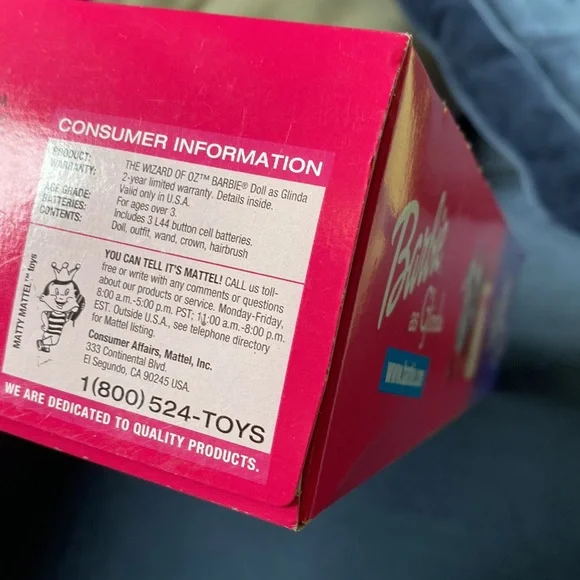 CONSUMER INFORMATION
PRODUCT: THE WIZARD OF OZ™ BARBIE® Doll as Glinda
WARRANTY: 2-year limited warranty. Details inside.
Valid only in U.S.A.
AGE GRADE: For ages over 3.
BATTERIES: Includes 3 L44 button cell batteries.
CONTENTS: Doll, outfit, wand, crown, hairbrush
MATTY MATTEL™ toys
YOU CAN TELL IT'S MATTEL! CALL us toll-
free or write with any comments or questions
about our products or service. Monday-Friday,
8:00 a.m.-5:00 p.m. PST; 11:00 a.m.-8:00 p.m.
EST. Outside U.S.A., see telephone directory
for Mattel listing.
Consumer Affairs, Mattel, Inc.
333 Continental Blvd.
El Segundo, CA 90245 USA.
1(800) 524-TOYS
WE ARE DEDICATED TO QUALITY PRODUCTS.
Barbie
as Glinda